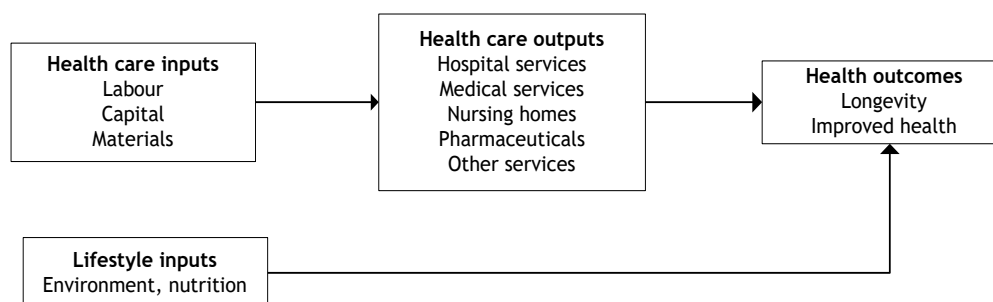 Health care inputs
Labour
Capital
Materials
Health care outputs
Hospital services
Medical services
Nursing homes
Pharmaceuticals
Other services
Health outcomes
Longevity
Improved health
Lifestyle inputs
Environment, nutrition